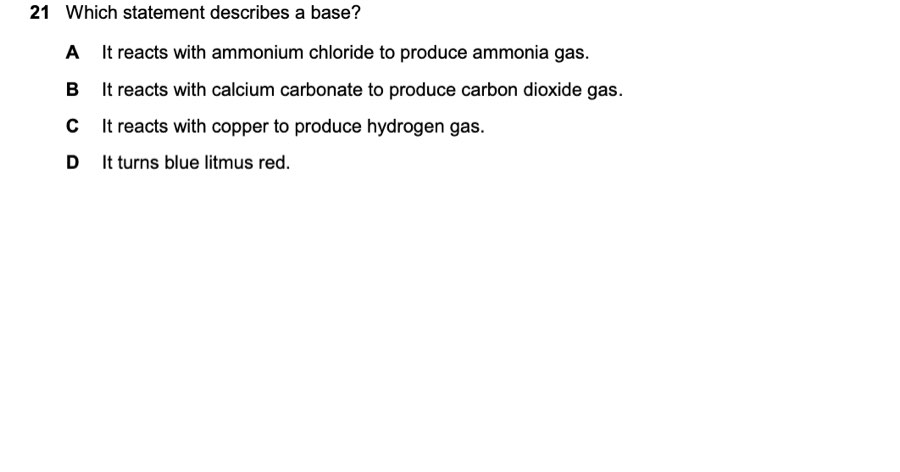 21 Which statement describes a base?
A It reacts with ammonium chloride to produce ammonia gas.
B It reacts with calcium carbonate to produce carbon dioxide gas.
C It reacts with copper to produce hydrogen gas.
D It turns blue litmus red.